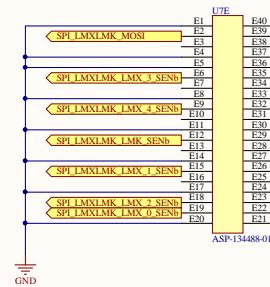 U7E
E1 E40
E2 E39
SPI_LMXLMK_MOSI
E3 E38
E4 E37
E5 E36
E6 E35
SPI_LMXLMK_LMX_3_SENb
E7 E34
E8 E33
E9 E32
SPI_LMXLMK_LMX_4_SENb
E10 E31
E11 E30
E12 E29
SPI_LMXLMK_LMK_SENb
E13 E28
E14 E27
E15 E26
SPI_LMXLMK_LMX_1_SENb
E16 E25
E17 E24
E18 E23
SPI_LMXLMK_LMX_2_SENb
E19 E22
SPI_LMXLMK_LMX_0_SENb
E20 E21
ASP-134488-01
GND